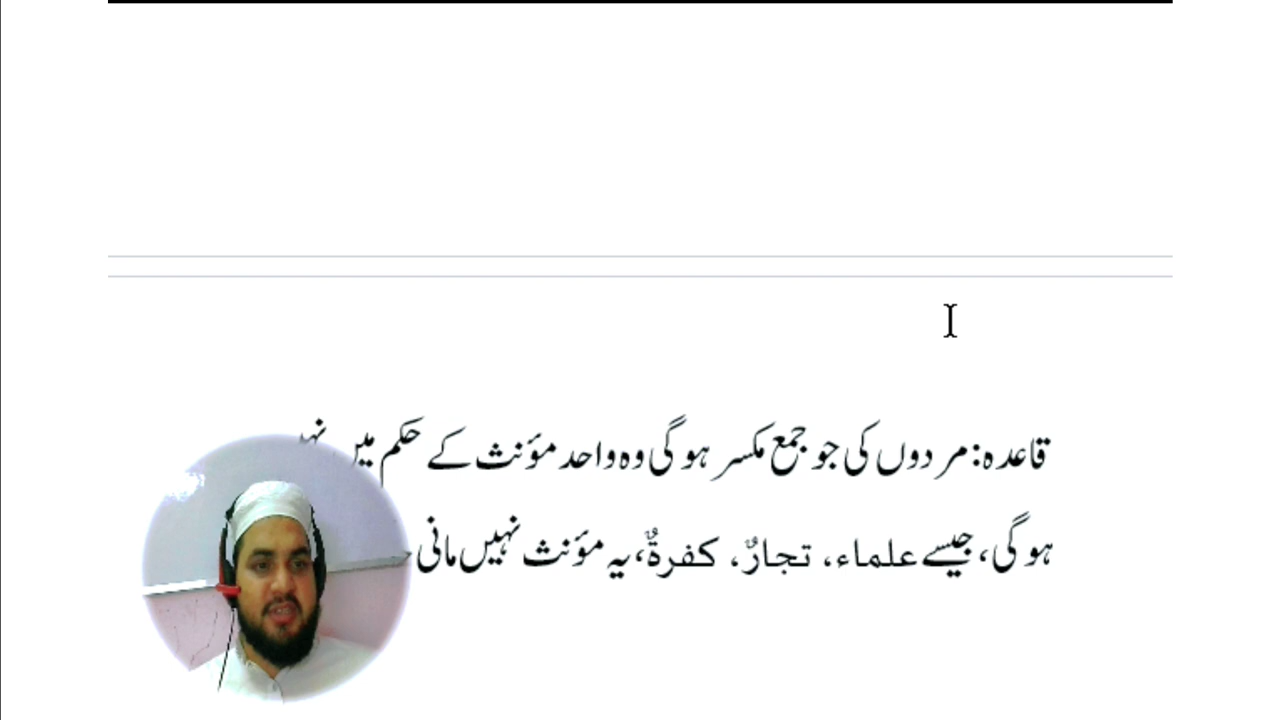 قاعدہ: مردوں کی جو جمع مکسر ہو گی وہ واحد مؤنث کے حکم میں
ہو گی، جیسے علماء، تجارٌ، کفرةٌ، یہ مؤنث نہیں مانی